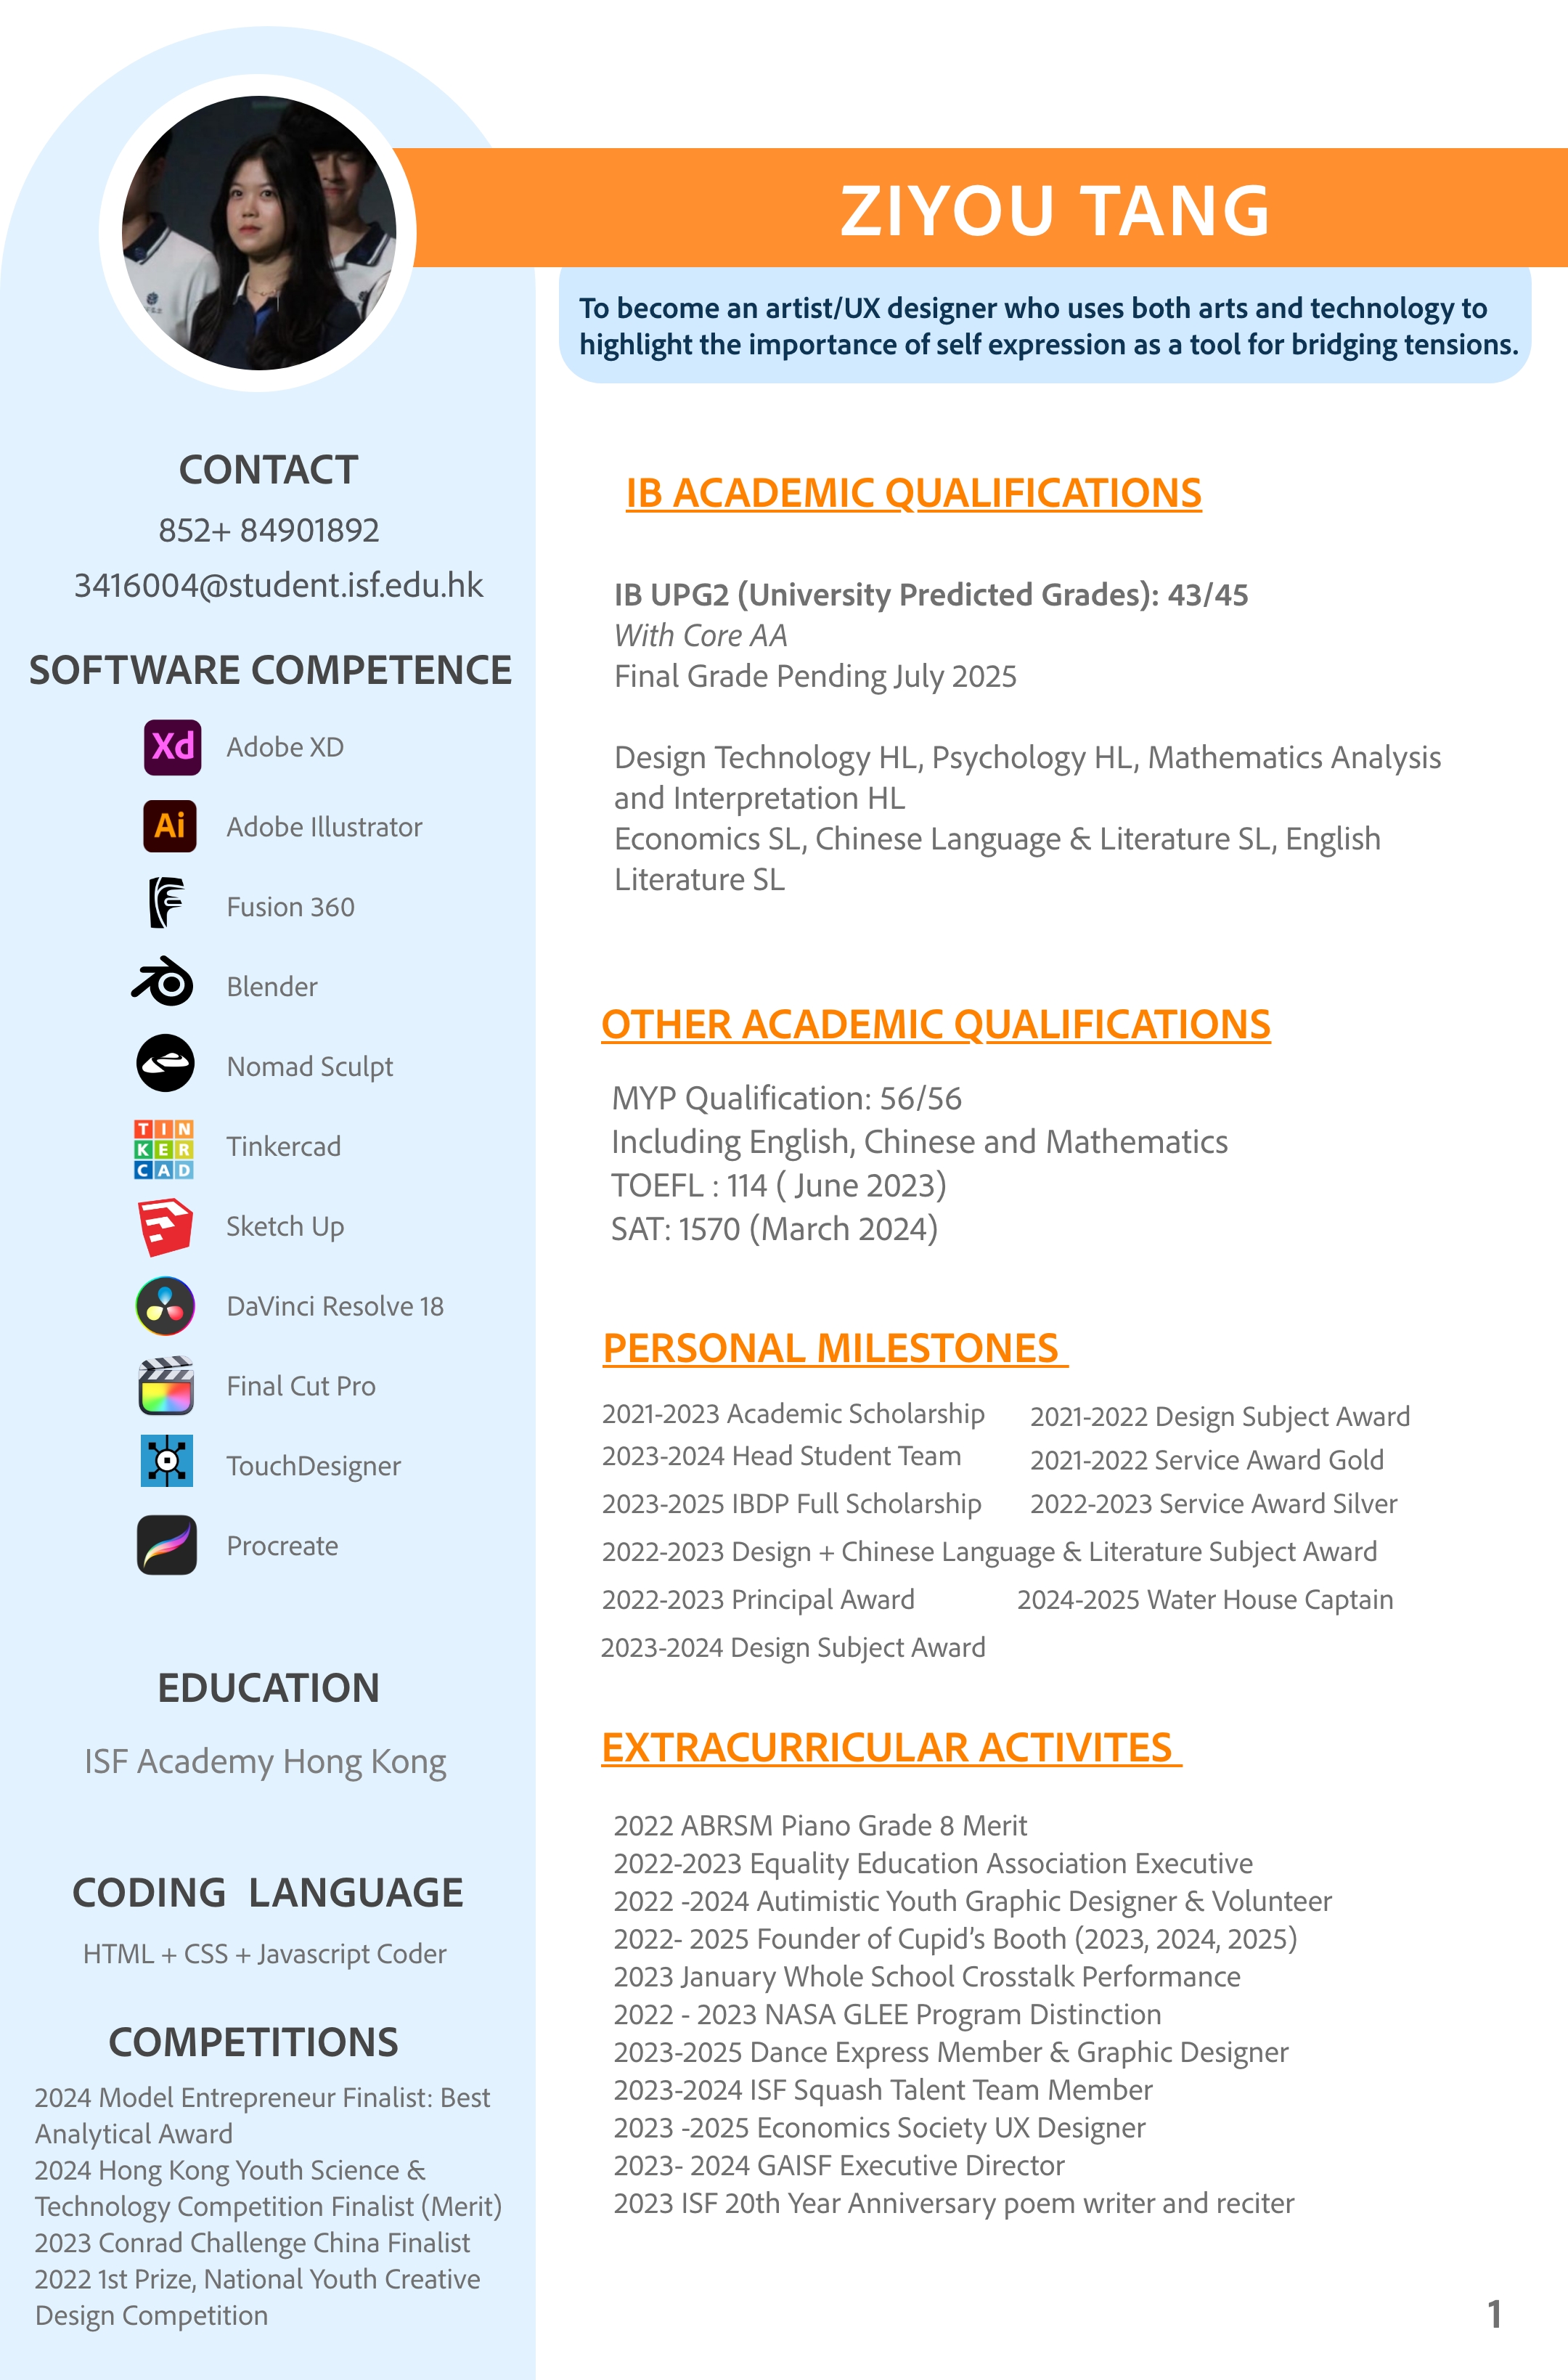 ZIYOU TANG
To become an artist/UX designer who uses both arts and technology to
highlight the importance of self expression as a tool for bridging tensions.
CONTACT
852+ 84901892
3416004@student.isf.edu.hk
SOFTWARE COMPETENCE
Xd Adobe XD
Ai Adobe Illustrator
Fusion 360
Blender
Nomad Sculpt
TIN
KER
CAD
Tinkercad
Sketch Up
DaVinci Resolve 18
Final Cut Pro
TouchDesigner
Procreate
EDUCATION
ISF Academy Hong Kong
CODING LANGUAGE
HTML + CSS + Javascript Coder
COMPETITIONS
2024 Model Entrepreneur Finalist: Best
Analytical Award
2024 Hong Kong Youth Science &
Technology Competition Finalist (Merit)
2023 Conrad Challenge China Finalist
2022 1st Prize, National Youth Creative
Design Competition
IB ACADEMIC QUALIFICATIONS
IB UPG2 (University Predicted Grades): 43/45
With Core AA
Final Grade Pending July 2025
Design Technology HL, Psychology HL, Mathematics Analysis
and Interpretation HL
Economics SL, Chinese Language & Literature SL, English
Literature SL
OTHER ACADEMIC QUALIFICATIONS
MYP Qualification: 56/56
Including English, Chinese and Mathematics
TOEFL : 114 ( June 2023)
SAT: 1570 (March 2024)
PERSONAL MILESTONES
2021-2023 Academic Scholarship 2021-2022 Design Subject Award
2023-2024 Head Student Team 2021-2022 Service Award Gold
2023-2025 IBDP Full Scholarship 2022-2023 Service Award Silver
2022-2023 Design + Chinese Language & Literature Subject Award
2022-2023 Principal Award 2024-2025 Water House Captain
2023-2024 Design Subject Award
EXTRACURRICULAR ACTIVITES
2022 ABRSM Piano Grade 8 Merit
2022-2023 Equality Education Association Executive
2022 -2024 Autimistic Youth Graphic Designer & Volunteer
2022- 2025 Founder of Cupid's Booth (2023, 2024, 2025)
2023 January Whole School Crosstalk Performance
2022 - 2023 NASA GLEE Program Distinction
2023-2025 Dance Express Member & Graphic Designer
2023-2024 ISF Squash Talent Team Member
2023 -2025 Economics Society UX Designer
2023- 2024 GAISF Executive Director
2023 ISF 20th Year Anniversary poem writer and reciter
1